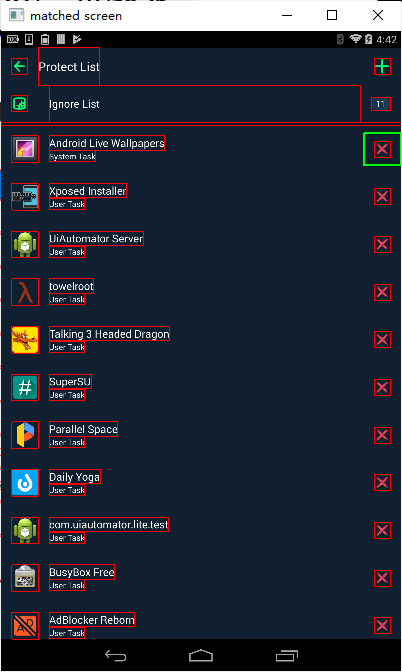 matched screen
4:42
Protect List
Ignore List
11
Android Live Wallpapers
System Task
Xposed Installer
User Task
UiAutomator Server
User Task
towelroot
User Task
Talking 3 Headed Dragon
User Task
SuperSU
User Task
Parallel Space
User Task
Daily Yoga
User Task
com.uiautomator.lite.test
User Task
BusyBox Free
User Task
AdBlocker Reborn
User Task